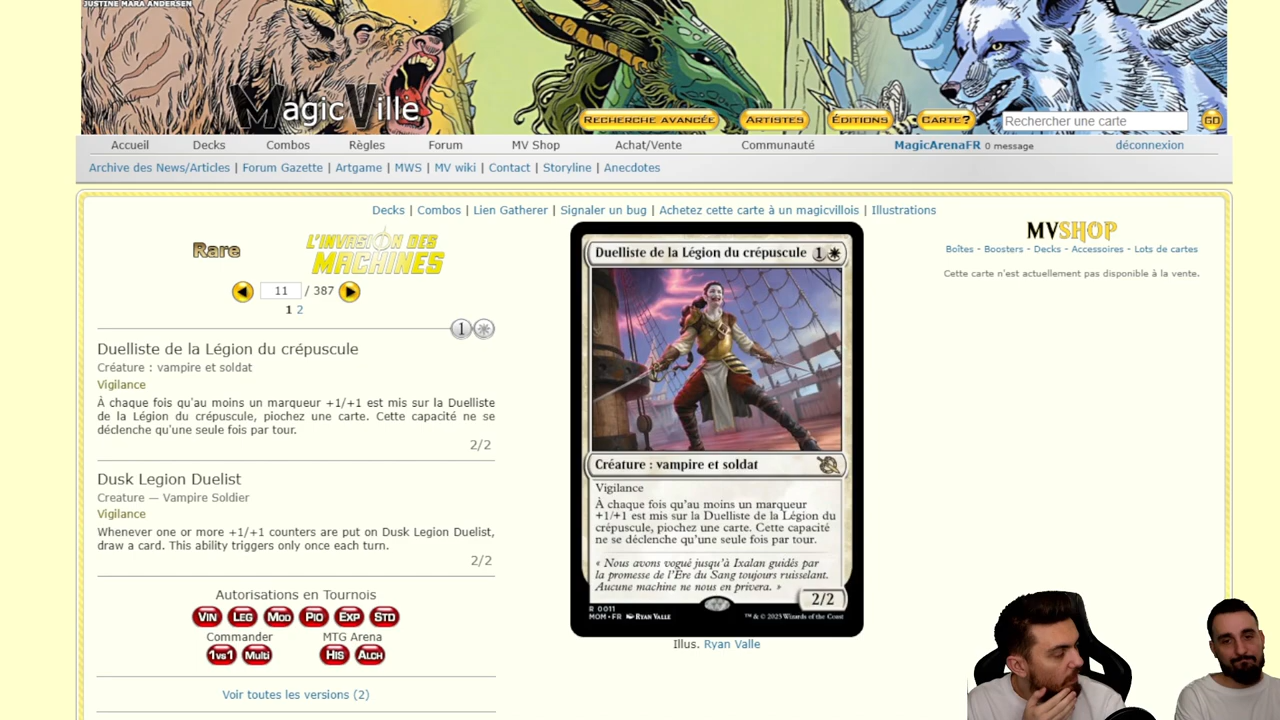 JUSTINE MARA ANDERSEN
MagicVille
RECHERCHE AVANCÉE
ARTISTES
ÉDITIONS
CARTE?
Rechercher une carte
GO
Accueil Decks Combos Règles Forum MV Shop Achat/Vente Communauté MagicArenaFR 0 message déconnexion
Archive des News/Articles | Forum Gazette | Artgame | MWS | MV wiki | Contact | Storyline | Anecdotes
Decks | Combos | Lien Gatherer | Signaler un bug | Achetez cette carte à un magicvillois | Illustrations
Rare
L'INVASION DES
MACHINES
11 / 387
1 2
1
Duelliste de la Légion du crépuscule
Créature : vampire et soldat
Vigilance
À chaque fois qu'au moins un marqueur +1/+1 est mis sur la Duelliste
de la Légion du crépuscule, piochez une carte. Cette capacité ne se
déclenche qu'une seule fois par tour.
2/2
Dusk Legion Duelist
Creature — Vampire Soldier
Vigilance
Whenever one or more +1/+1 counters are put on Dusk Legion Duelist,
draw a card. This ability triggers only once each turn.
2/2
Autorisations en Tournois
VIN LEG MOD PIO EXP STD
Commander MTG Arena
1vs1 Multi HIS ALCH
Voir toutes les versions (2)
Duelliste de la Légion du crépuscule 1
Créature : vampire et soldat
Vigilance
À chaque fois qu'au moins un marqueur
+1/+1 est mis sur la Duelliste de la Légion du
crépuscule, piochez une carte. Cette capacité
ne se déclenche qu'une seule fois par tour.
« Nous avons vogué jusqu'à Ixalan guidés par
la promesse de l'Ère du Sang toujours ruisselant.
Aucune machine ne nous en privera. »
2/2
R 0011
MOM • FR RYAN VALLE
™ & © 2023 Wizards of the Coast
Illus. Ryan Valle
MVSHOP
Boîtes - Boosters - Decks - Accessoires - Lots de cartes
Cette carte n'est actuellement pas disponible à la vente.